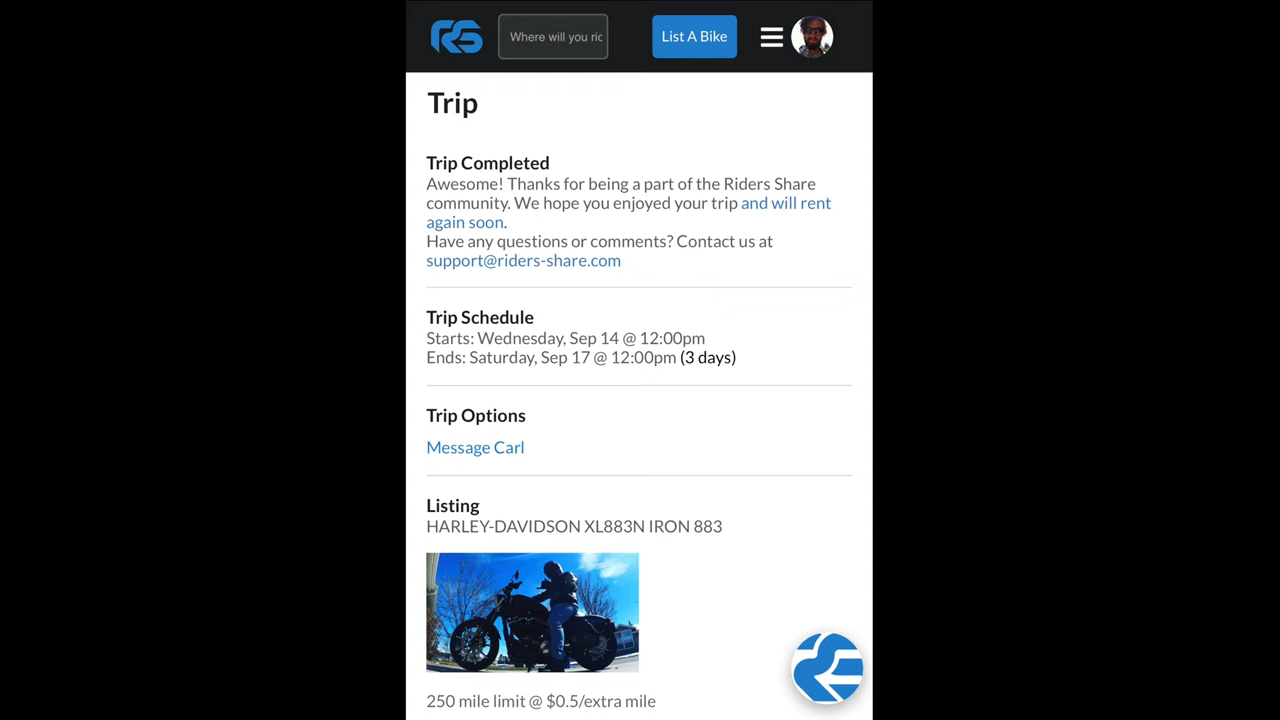 RS
Where will you ric
List A Bike
Trip
Trip Completed
Awesome! Thanks for being a part of the Riders Share
community. We hope you enjoyed your trip and will rent
again soon.
Have any questions or comments? Contact us at
support@riders-share.com
Trip Schedule
Starts: Wednesday, Sep 14 @ 12:00pm
Ends: Saturday, Sep 17 @ 12:00pm (3 days)
Trip Options
Message Carl
Listing
HARLEY-DAVIDSON XL883N IRON 883
250 mile limit @ $0.5/extra mile